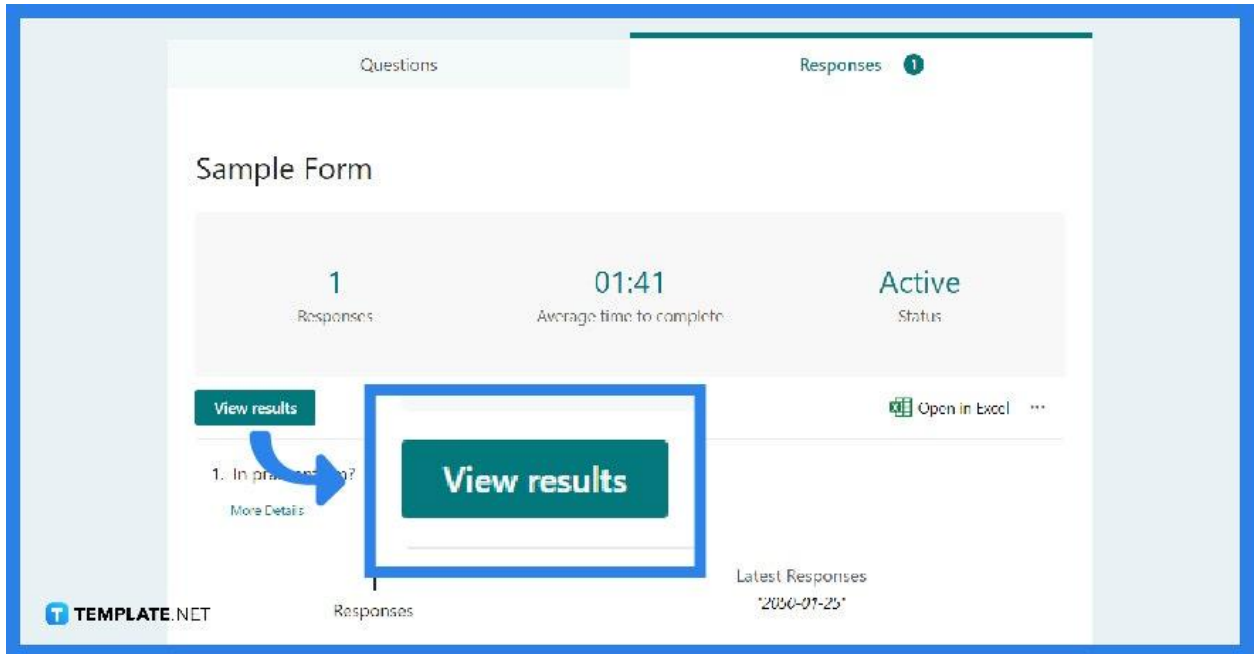 Questions
Responses 1
Sample Form
1
Responses
01:41
Average time to complete
Active
Status
View results
Open in Excel ...
View results
1. In
More Details
1
Responses
Latest Responses
"2050-01-25"
TEMPLATE.NET